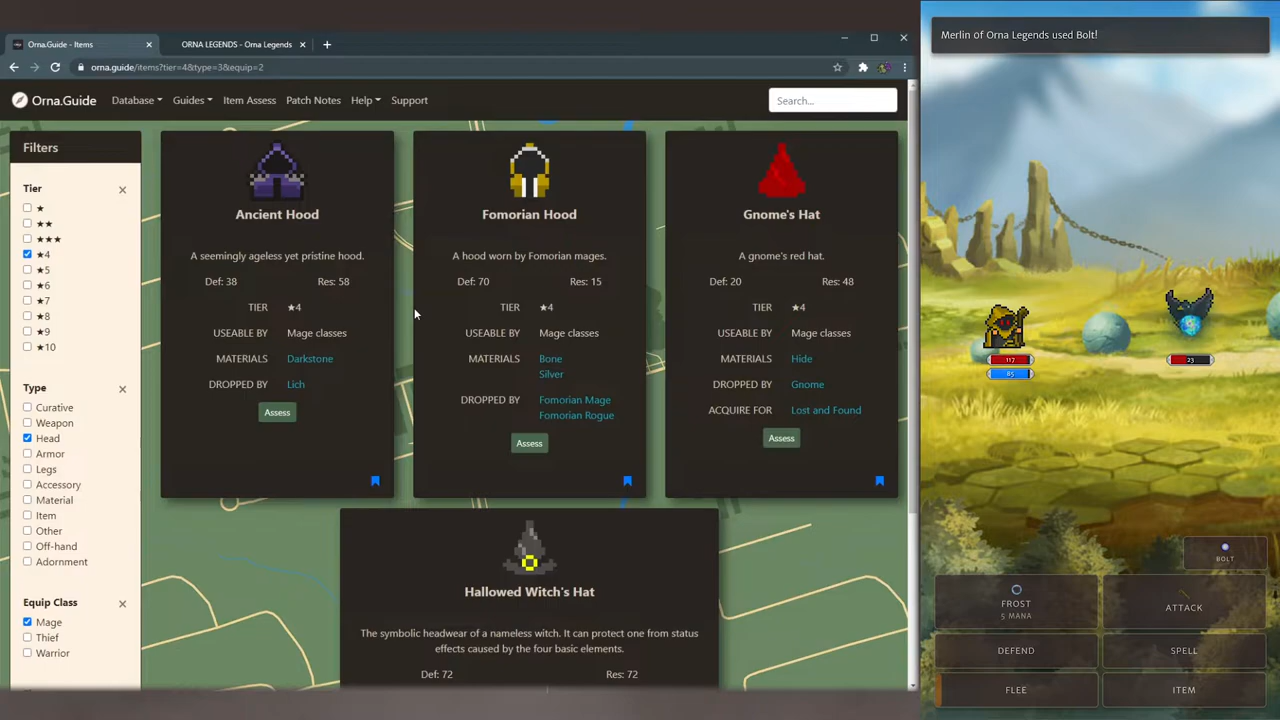 Orna.Guide - Items
ORNA LEGENDS - Orna Legends
orna.guide/items?tier=4&type=3&equip=2
Orna.Guide
Database
Guides
Item Assess
Patch Notes
Help
Support
Search...
Filters
Tier
★
★★
★★★
★4
★5
★6
★7
★8
★9
★10
Type
Curative
Weapon
Head
Armor
Legs
Accessory
Material
Item
Other
Off-hand
Adornment
Equip Class
Mage
Thief
Warrior
Ancient Hood
A seemingly ageless yet pristine hood.
Def: 38 Res: 58
TIER ★4
USEABLE BY Mage classes
MATERIALS Darkstone
DROPPED BY Lich
Assess
Fomorian Hood
A hood worn by Fomorian mages.
Def: 70 Res: 15
TIER ★4
USEABLE BY Mage classes
MATERIALS Bone
Silver
DROPPED BY Fomorian Mage
Fomorian Rogue
Assess
Gnome's Hat
A gnome's red hat.
Def: 20 Res: 48
TIER ★4
USEABLE BY Mage classes
MATERIALS Hide
DROPPED BY Gnome
ACQUIRE FOR Lost and Found
Assess
Hallowed Witch's Hat
The symbolic headwear of a nameless witch. It can protect one from status
effects caused by the four basic elements.
Def: 72 Res: 72
Merlin of Orna Legends used Bolt!
117
85
23
BOLT
FROST
5 MANA
ATTACK
DEFEND
SPELL
FLEE
ITEM